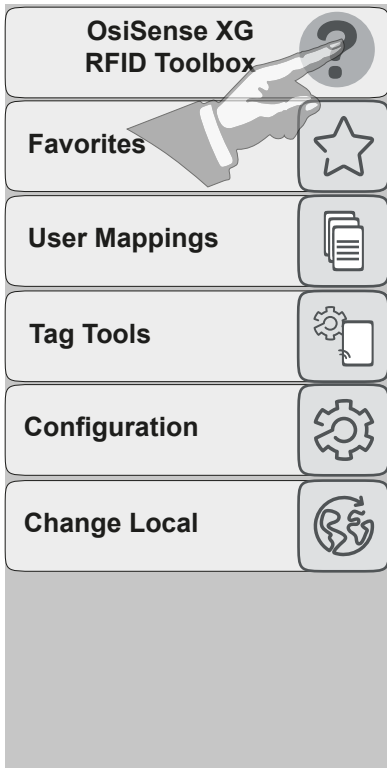 OsiSense XG
RFID Toolbox
?
Favorites
User Mappings
Tag Tools
Configuration
Change Local